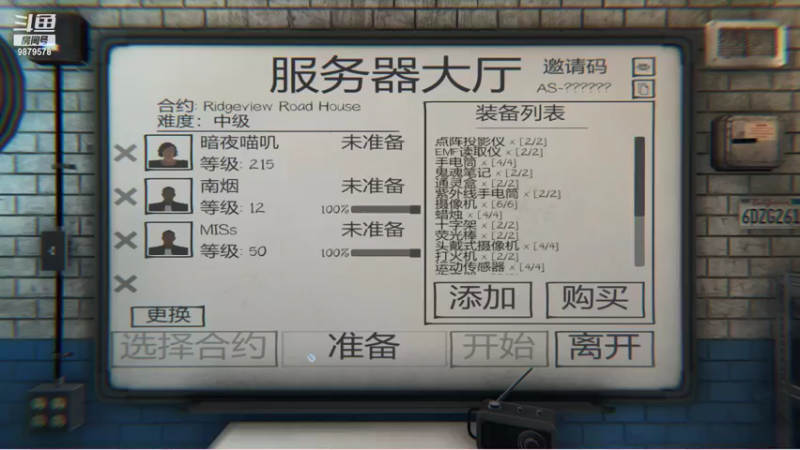 斗鱼
房间号
9879578
服务器大厅
邀请码
AS-??????
合约: Ridgeview Road House
难度: 中级
暗夜喵叽
未准备
等级: 215
南烟
未准备
等级: 12
100%
MISs
未准备
等级: 50
100%
更换
装备列表
点阵投影仪 x [2/2]
EMF读取仪 x [2/2]
手电筒 x [4/4]
鬼魂笔记 x [2/2]
通灵盒 x [2/2]
紫外线手电筒 x [2/2]
摄像机 x [6/6]
蜡烛 x [4/4]
十字架 x [2/2]
荧光棒 x [2/2]
头戴式摄像机 x [4/4]
打火机 x [2/2]
运动传感器 x [4/4]
添加
购买
选择合约
准备
开始
离开
6DZG261